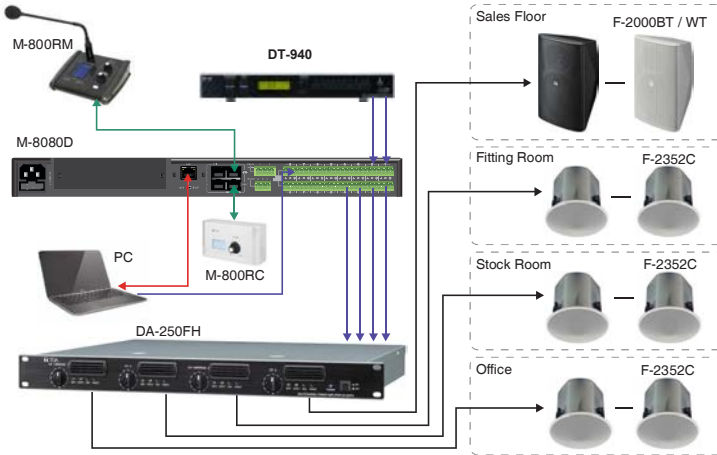 Sales Floor
F-2000BT / WT
M-800RM
DT-940
M-8080D
Fitting Room
F-2352C
PC
M-800RC
Stock Room
F-2352C
DA-250FH
Office
F-2352C